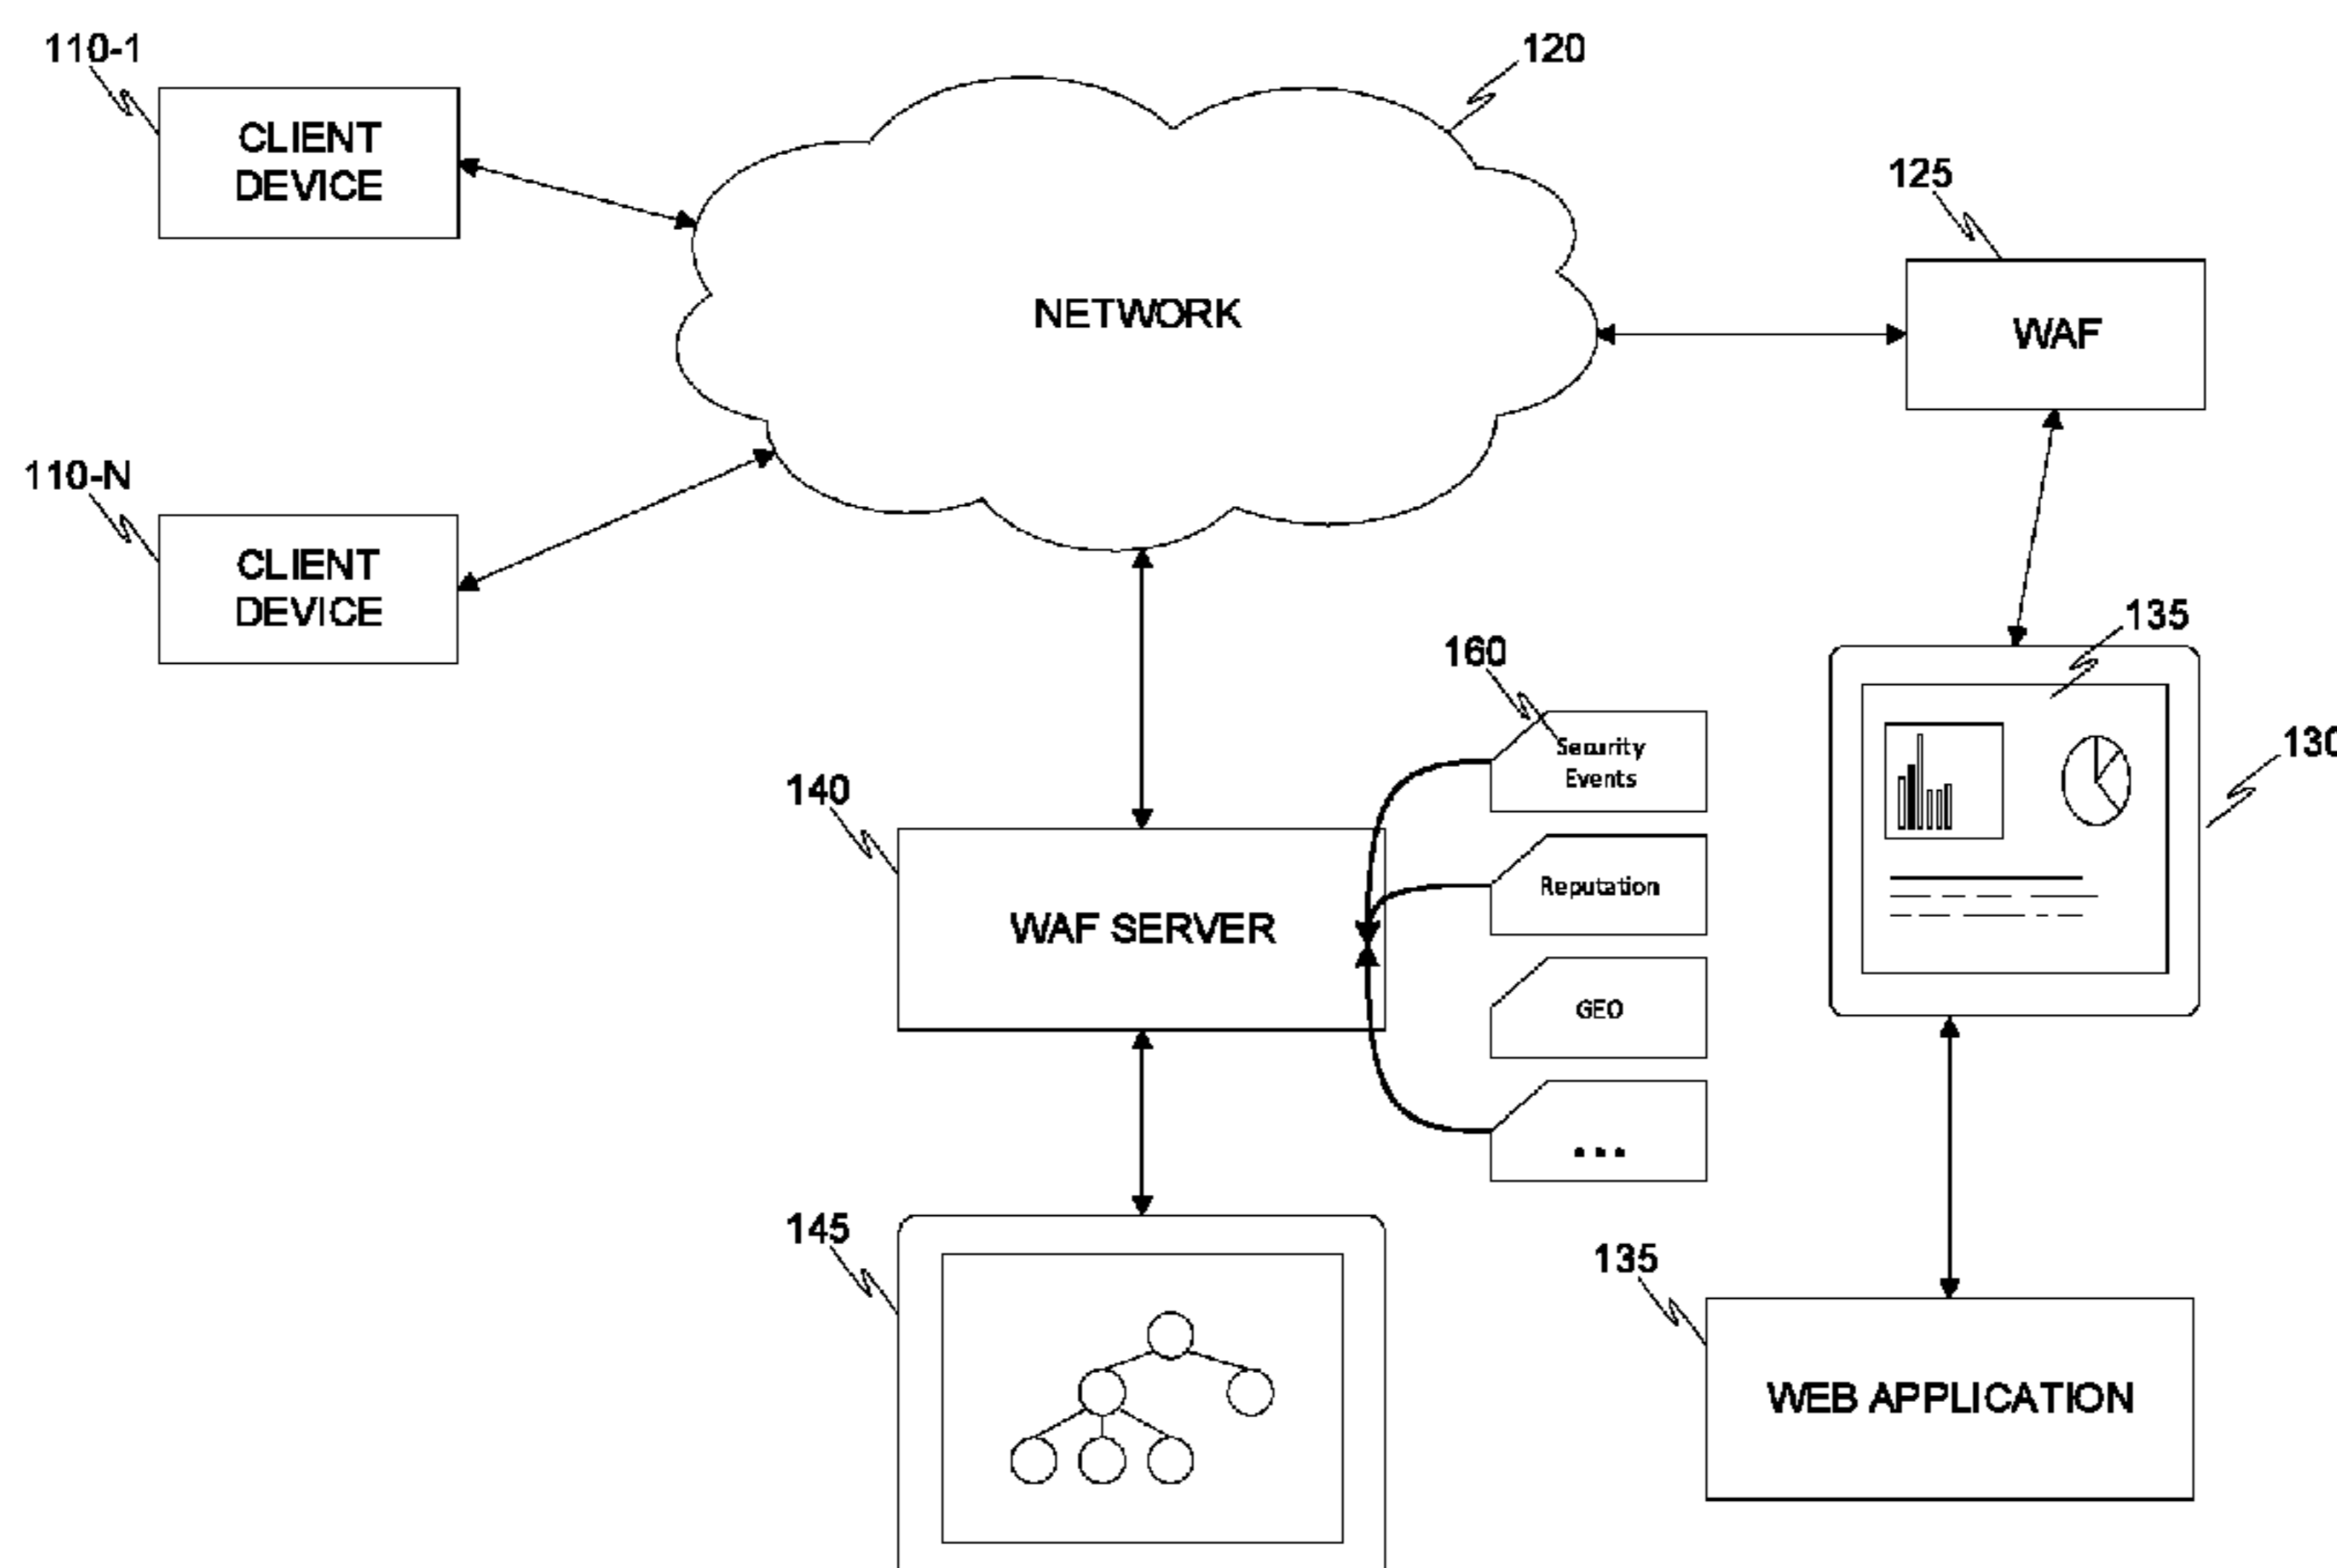 110-1
CLIENT
DEVICE
120
NETWORK
125
WAF
110-N
CLIENT
DEVICE
135
130
160
Security
Events
Reputation
GEO
...
140
WAF SERVER
145
135
WEB APPLICATION